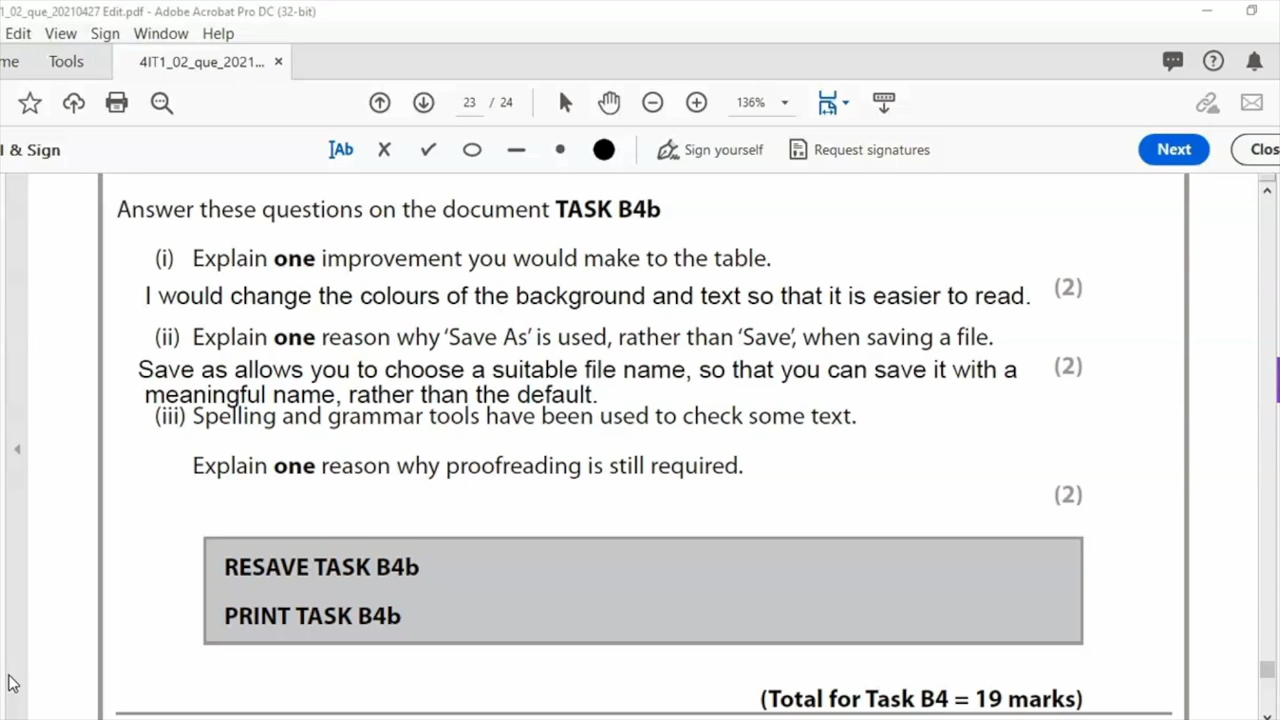 1_02_que_20210427 Edit.pdf - Adobe Acrobat Pro DC (32-bit)
Edit View Sign Window Help
me Tools 4IT1_02_que_2021... ×
23 / 24 136%
l & Sign Ab Sign yourself Request signatures Next Clos
Answer these questions on the document TASK B4b
(i) Explain one improvement you would make to the table.
I would change the colours of the background and text so that it is easier to read. (2)
(ii) Explain one reason why ‘Save As’ is used, rather than ‘Save’, when saving a file.
Save as allows you to choose a suitable file name, so that you can save it with a (2)
meaningful name, rather than the default.
(iii) Spelling and grammar tools have been used to check some text.
Explain one reason why proofreading is still required.
(2)
RESAVE TASK B4b
PRINT TASK B4b
(Total for Task B4 = 19 marks)